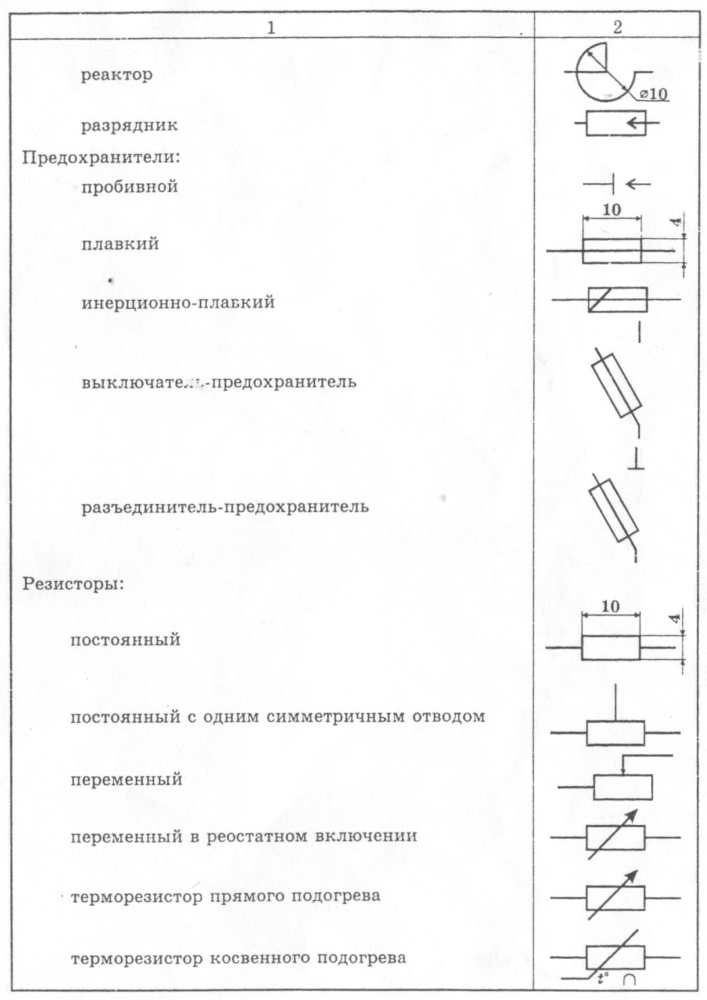 1 2
реактор
⌀10
разрядник
Предохранители:
пробивной
10
4
плавкий
инерционно-плавкий
выключатель-предохранитель
разъединитель-предохранитель
Резисторы:
10
4
постоянный
постоянный с одним симметричным отводом
переменный
переменный в реостатном включении
терморезистор прямого подогрева
терморезистор косвенного подогрева
t°